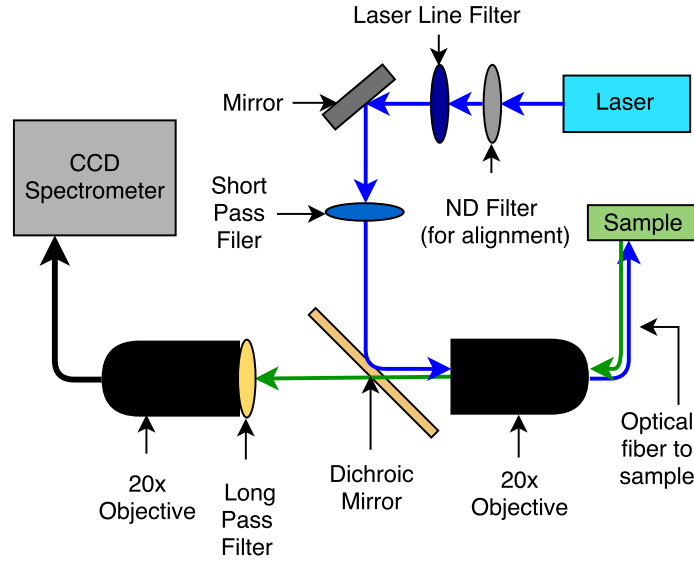 Laser Line Filter
Mirror
Laser
CCD
Spectrometer
Short
Pass
Filer
ND Filter
(for alignment)
Sample
20x
Objective
Long
Pass
Filter
Dichroic
Mirror
20x
Objective
Optical
fiber to
sample